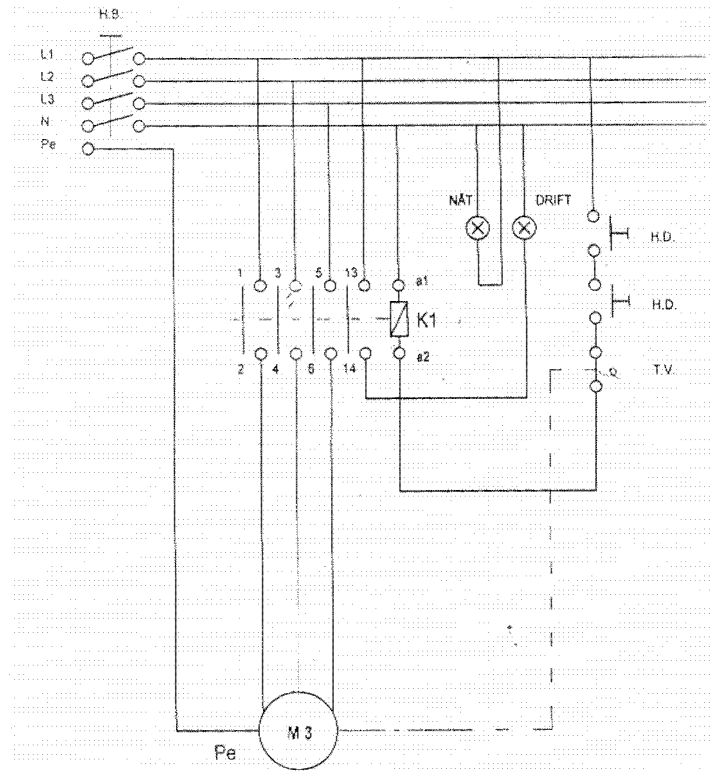 H.B.
L1
L2
L3
N
Pe
NÄT
DRIFT
H.D.
1
3
5
13
a1
H.D.
K1
2
4
6
14
a2
T.V.
M 3
Pe